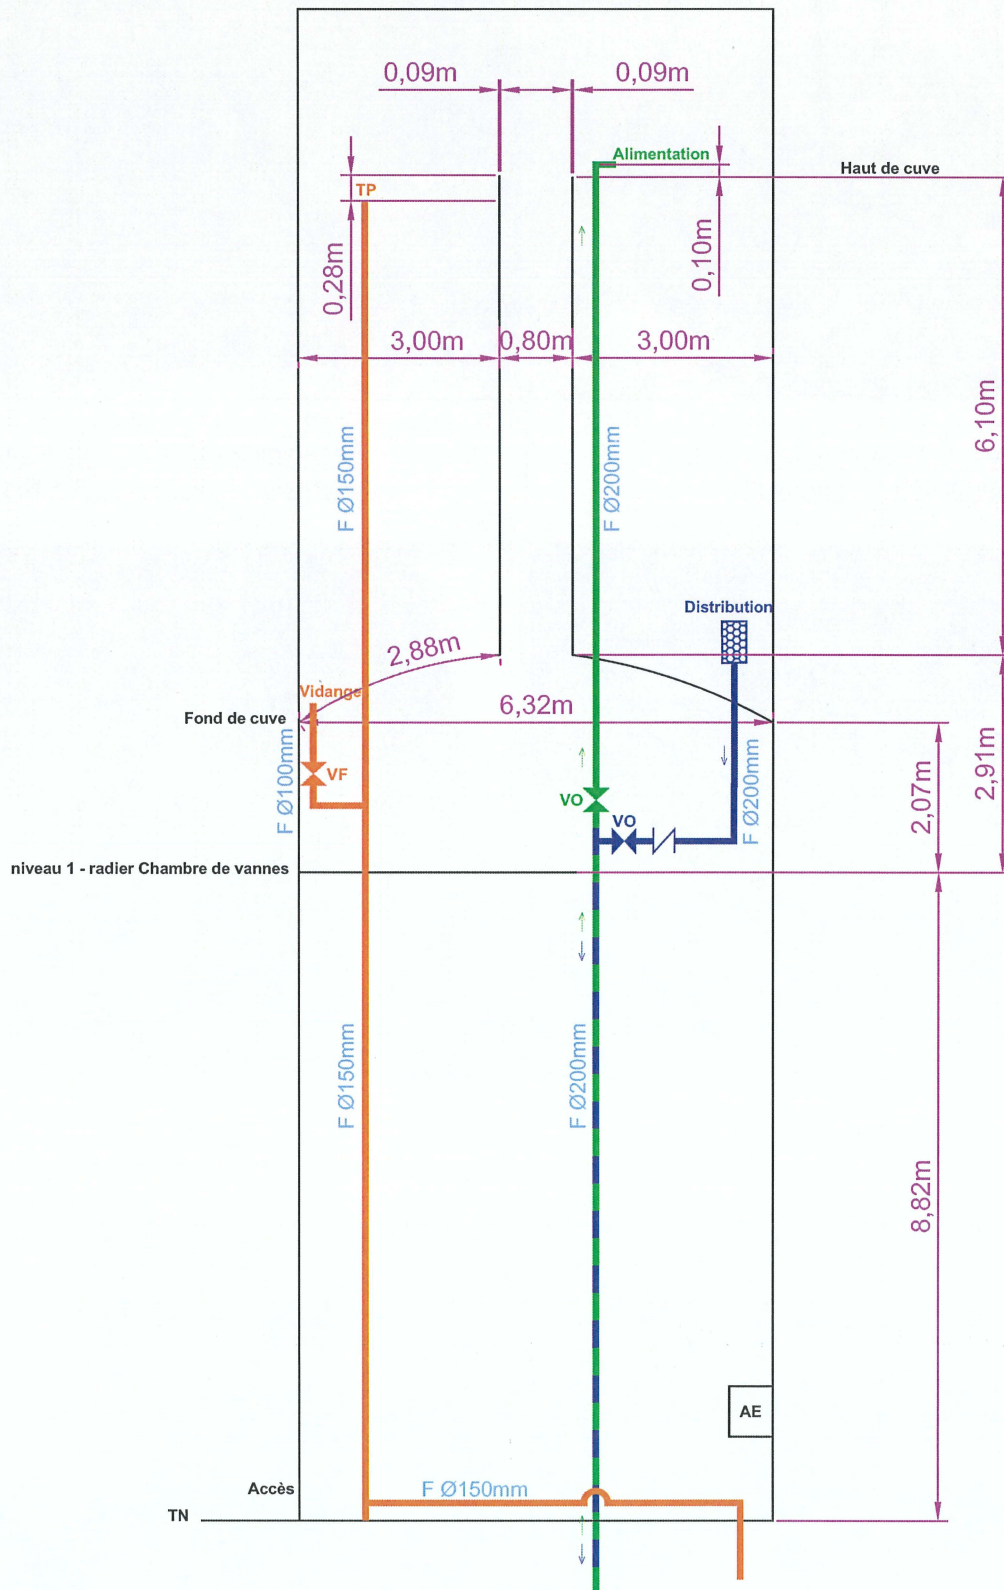 0,09m
0,09m
Alimentation
Haut de cuve
TP
0,28m
0,10m
3,00m
0,80m
3,00m
6,10m
F Ø150mm
F Ø200mm
Distribution
2,88m
Vidange
6,32m
Fond de cuve
F Ø100mm
VF
VO
VO
F Ø200mm
2,07m
2,91m
niveau 1 - radier Chambre de vannes
F Ø150mm
F Ø200mm
8,82m
AE
Accès
F Ø150mm
TN